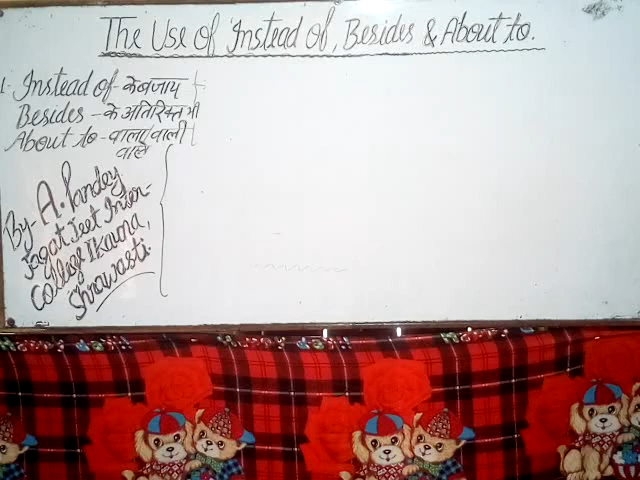 The Use of Instead of, Besides & About to.
1- Instead of - के बजाय
Besides - के अतिरिक्त भी
About to - वाला/वाली
वाले
By- A. Pandey
Jagat Jeet Inter-
College Ikauna,
Shrawasti.